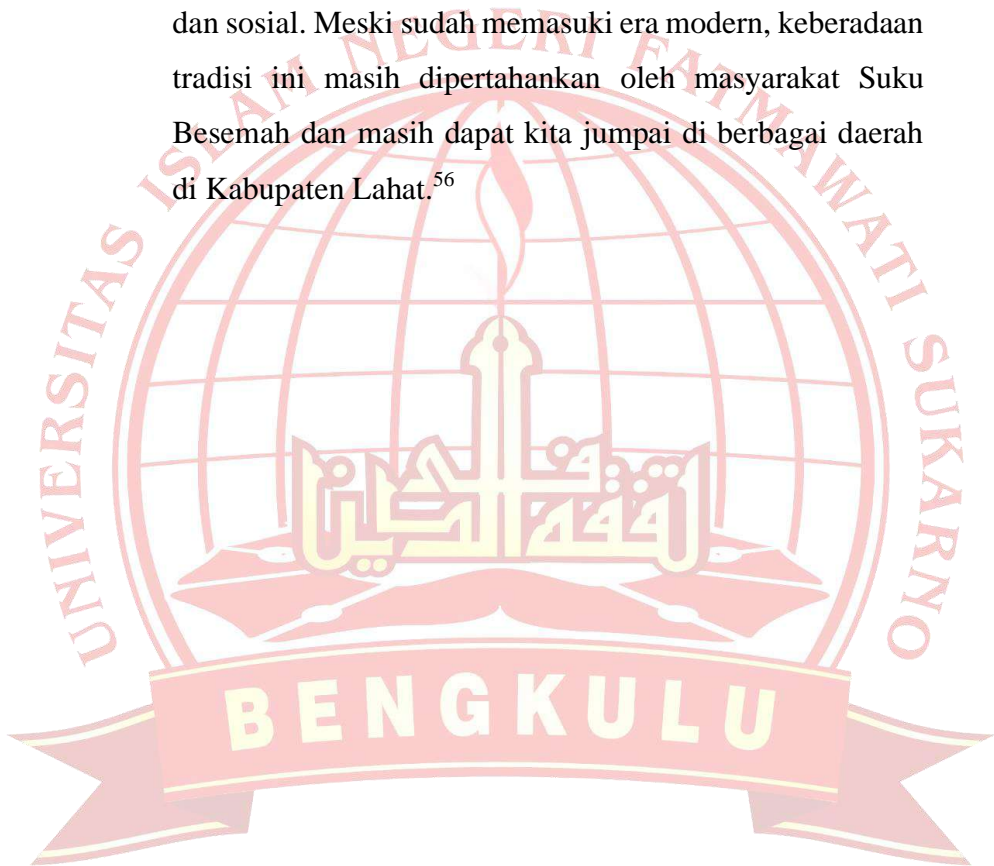 dan sosial. Meski sudah memasuki era modern, keberadaan
tradisi ini masih dipertahankan oleh masyarakat Suku
Besemah dan masih dapat kita jumpai di berbagai daerah
di Kabupaten Lahat.⁵⁶
UNIVERSITAS ISLAM NEGERI FATMAWATI SUKARNO
BENGKULU